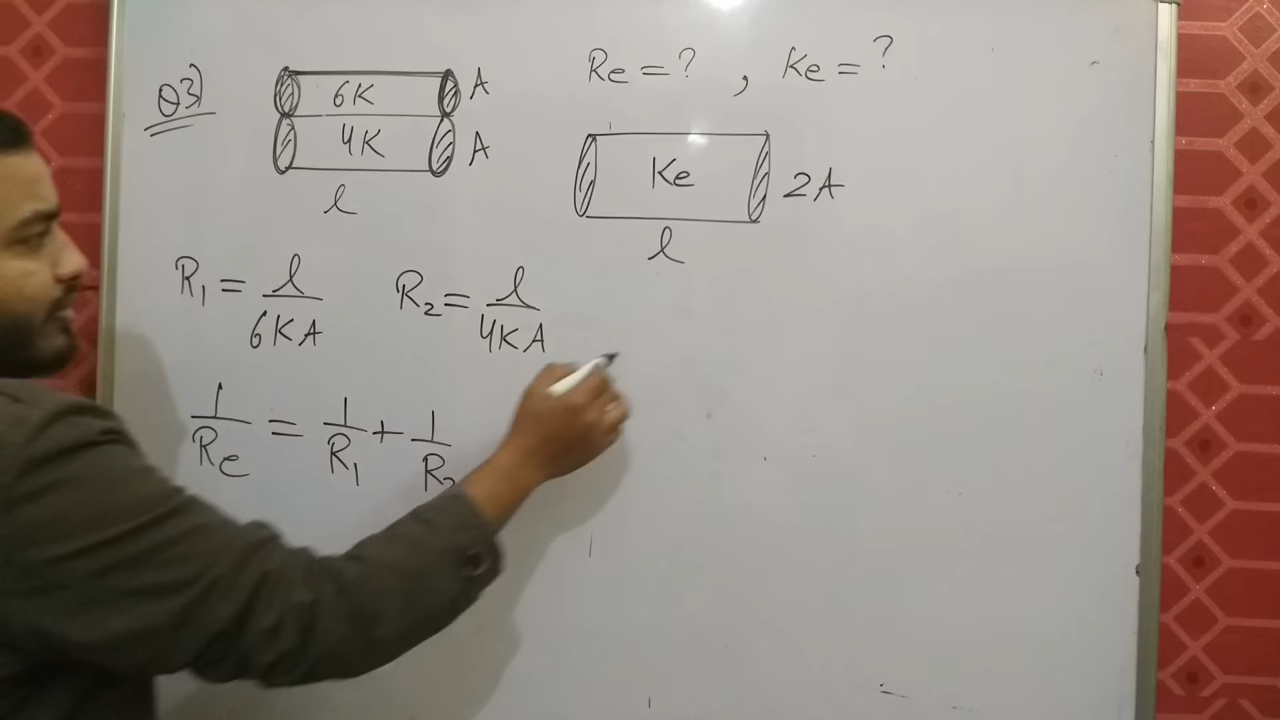 Q3)
6K A
4K A
l
Re = ? , Ke = ?
Ke 2A
l
R₁ = l/6KA R₂ = l/4KA
1/Re = 1/R₁ + 1/R₂